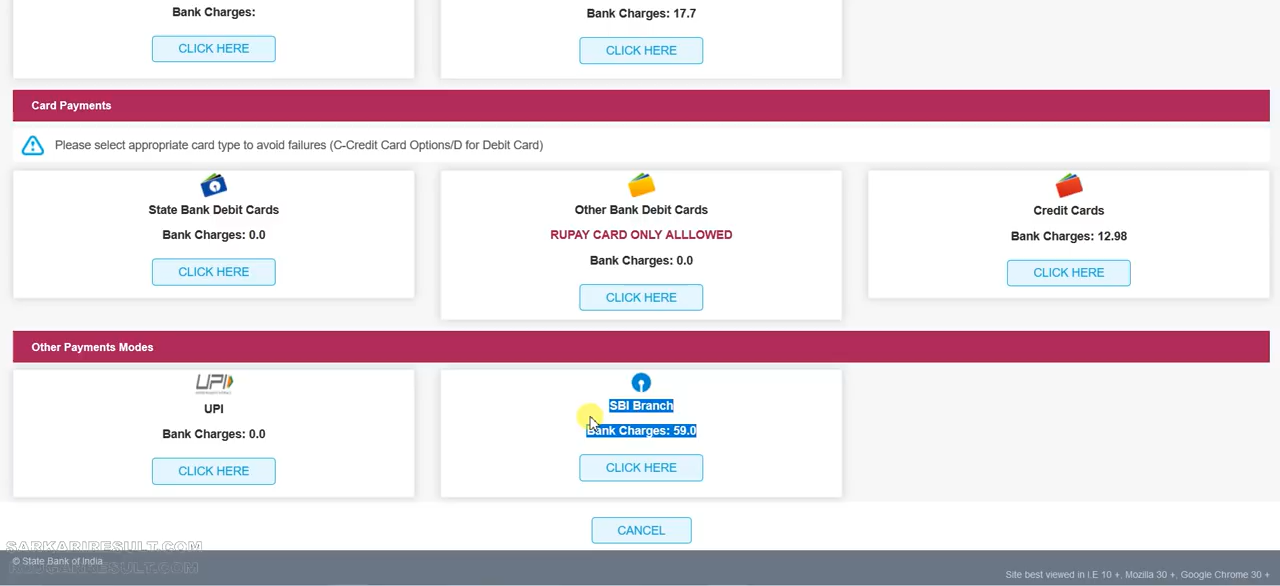 Bank Charges:
CLICK HERE
Bank Charges: 17.7
CLICK HERE
Card Payments
Please select appropriate card type to avoid failures (C-Credit Card Options/D for Debit Card)
State Bank Debit Cards
Bank Charges: 0.0
CLICK HERE
Other Bank Debit Cards
RUPAY CARD ONLY ALLLOWED
Bank Charges: 0.0
CLICK HERE
Credit Cards
Bank Charges: 12.98
CLICK HERE
Other Payments Modes
UPI
UPI
Bank Charges: 0.0
CLICK HERE
SBI Branch
Bank Charges: 59.0
CLICK HERE
CANCEL
SARKARIRESULT.COM
© State Bank of India
Site best viewed in I.E 10 +, Mozilla 30 +, Google Chrome 30 +